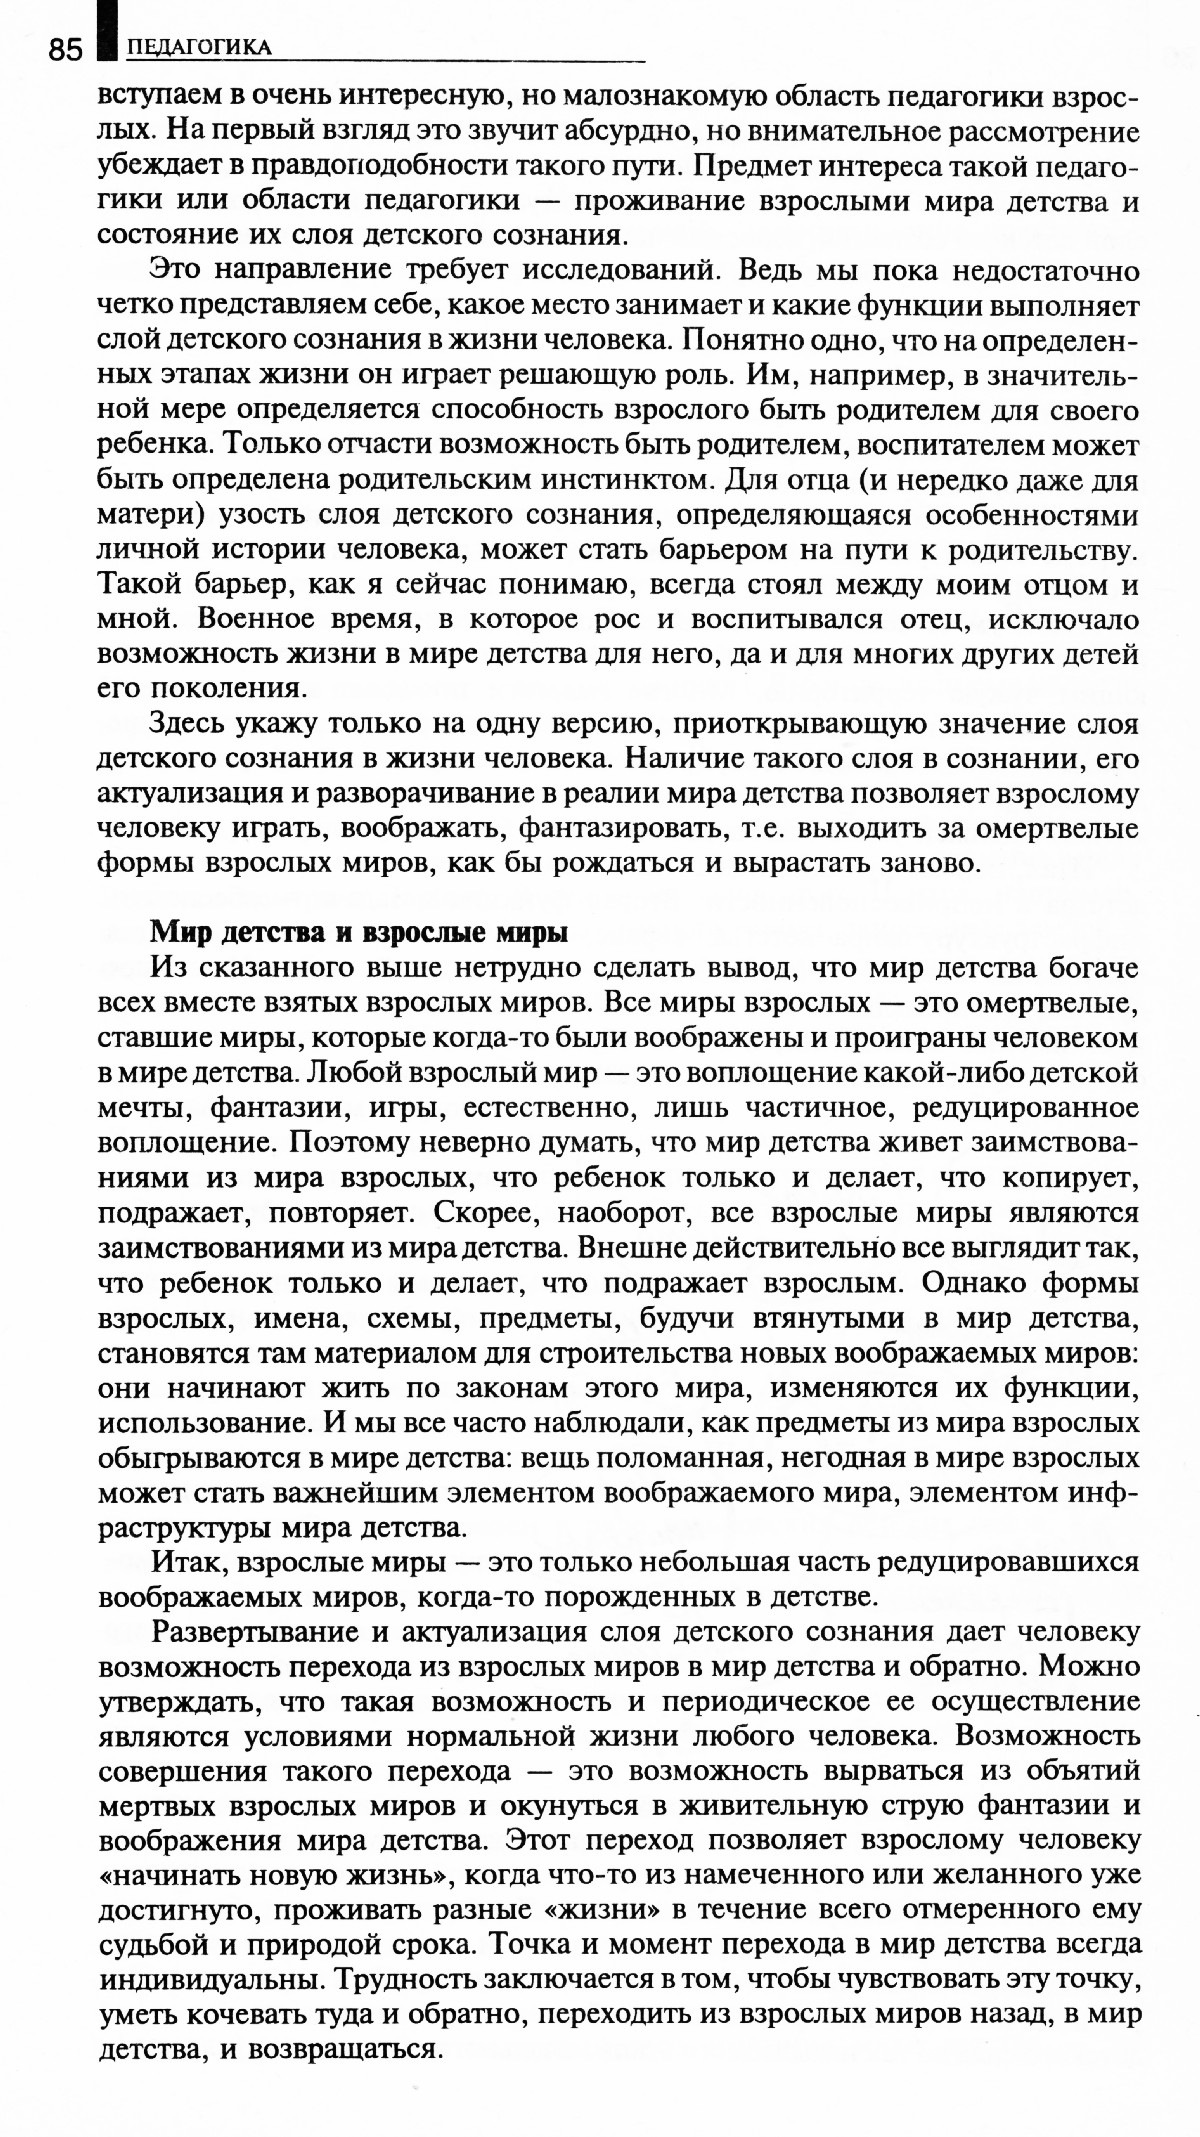 85 ПЕДАГОГИКА
вступаем в очень интересную, но малознакомую область педагогики взрос-
лых. На первый взгляд это звучит абсурдно, но внимательное рассмотрение
убеждает в правдоподобности такого пути. Предмет интереса такой педаго-
гики или области педагогики — проживание взрослыми мира детства и
состояние их слоя детского сознания.
Это направление требует исследований. Ведь мы пока недостаточно
четко представляем себе, какое место занимает и какие функции выполняет
слой детского сознания в жизни человека. Понятно одно, что на определен-
ных этапах жизни он играет решающую роль. Им, например, в значитель-
ной мере определяется способность взрослого быть родителем для своего
ребенка. Только отчасти возможность быть родителем, воспитателем может
быть определена родительским инстинктом. Для отца (и нередко даже для
матери) узость слоя детского сознания, определяющаяся особенностями
личной истории человека, может стать барьером на пути к родительству.
Такой барьер, как я сейчас понимаю, всегда стоял между моим отцом и
мной. Военное время, в которое рос и воспитывался отец, исключало
возможность жизни в мире детства для него, да и для многих других детей
его поколения.
Здесь укажу только на одну версию, приоткрывающую значение слоя
детского сознания в жизни человека. Наличие такого слоя в сознании, его
актуализация и разворачивание в реалии мира детства позволяет взрослому
человеку играть, воображать, фантазировать, т.е. выходить за омертвелые
формы взрослых миров, как бы рождаться и вырастать заново.
Мир детства и взрослые миры
Из сказанного выше нетрудно сделать вывод, что мир детства богаче
всех вместе взятых взрослых миров. Все миры взрослых — это омертвелые,
ставшие миры, которые когда-то были воображены и проиграны человеком
в мире детства. Любой взрослый мир — это воплощение какой-либо детской
мечты, фантазии, игры, естественно, лишь частичное, редуцированное
воплощение. Поэтому неверно думать, что мир детства живет заимствова-
ниями из мира взрослых, что ребенок только и делает, что копирует,
подражает, повторяет. Скорее, наоборот, все взрослые миры являются
заимствованиями из мира детства. Внешне действительно все выглядит так,
что ребенок только и делает, что подражает взрослым. Однако формы
взрослых, имена, схемы, предметы, будучи втянутыми в мир детства,
становятся там материалом для строительства новых воображаемых миров:
они начинают жить по законам этого мира, изменяются их функции,
использование. И мы все часто наблюдали, как предметы из мира взрослых
обыгрываются в мире детства: вещь поломанная, негодная в мире взрослых
может стать важнейшим элементом воображаемого мира, элементом инф-
раструктуры мира детства.
Итак, взрослые миры — это только небольшая часть редуцировавшихся
воображаемых миров, когда-то порожденных в детстве.
Развертывание и актуализация слоя детского сознания дает человеку
возможность перехода из взрослых миров в мир детства и обратно. Можно
утверждать, что такая возможность и периодическое ее осуществление
являются условиями нормальной жизни любого человека. Возможность
совершения такого перехода — это возможность вырваться из объятий
мертвых взрослых миров и окунуться в живительную струю фантазии и
воображения мира детства. Этот переход позволяет взрослому человеку
«начинать новую жизнь», когда что-то из намеченного или желанного уже
достигнуто, проживать разные «жизни» в течение всего отмеренного ему
судьбой и природой срока. Точка и момент перехода в мир детства всегда
индивидуальны. Трудность заключается в том, чтобы чувствовать эту точку,
уметь кочевать туда и обратно, переходить из взрослых миров назад, в мир
детства, и возвращаться.